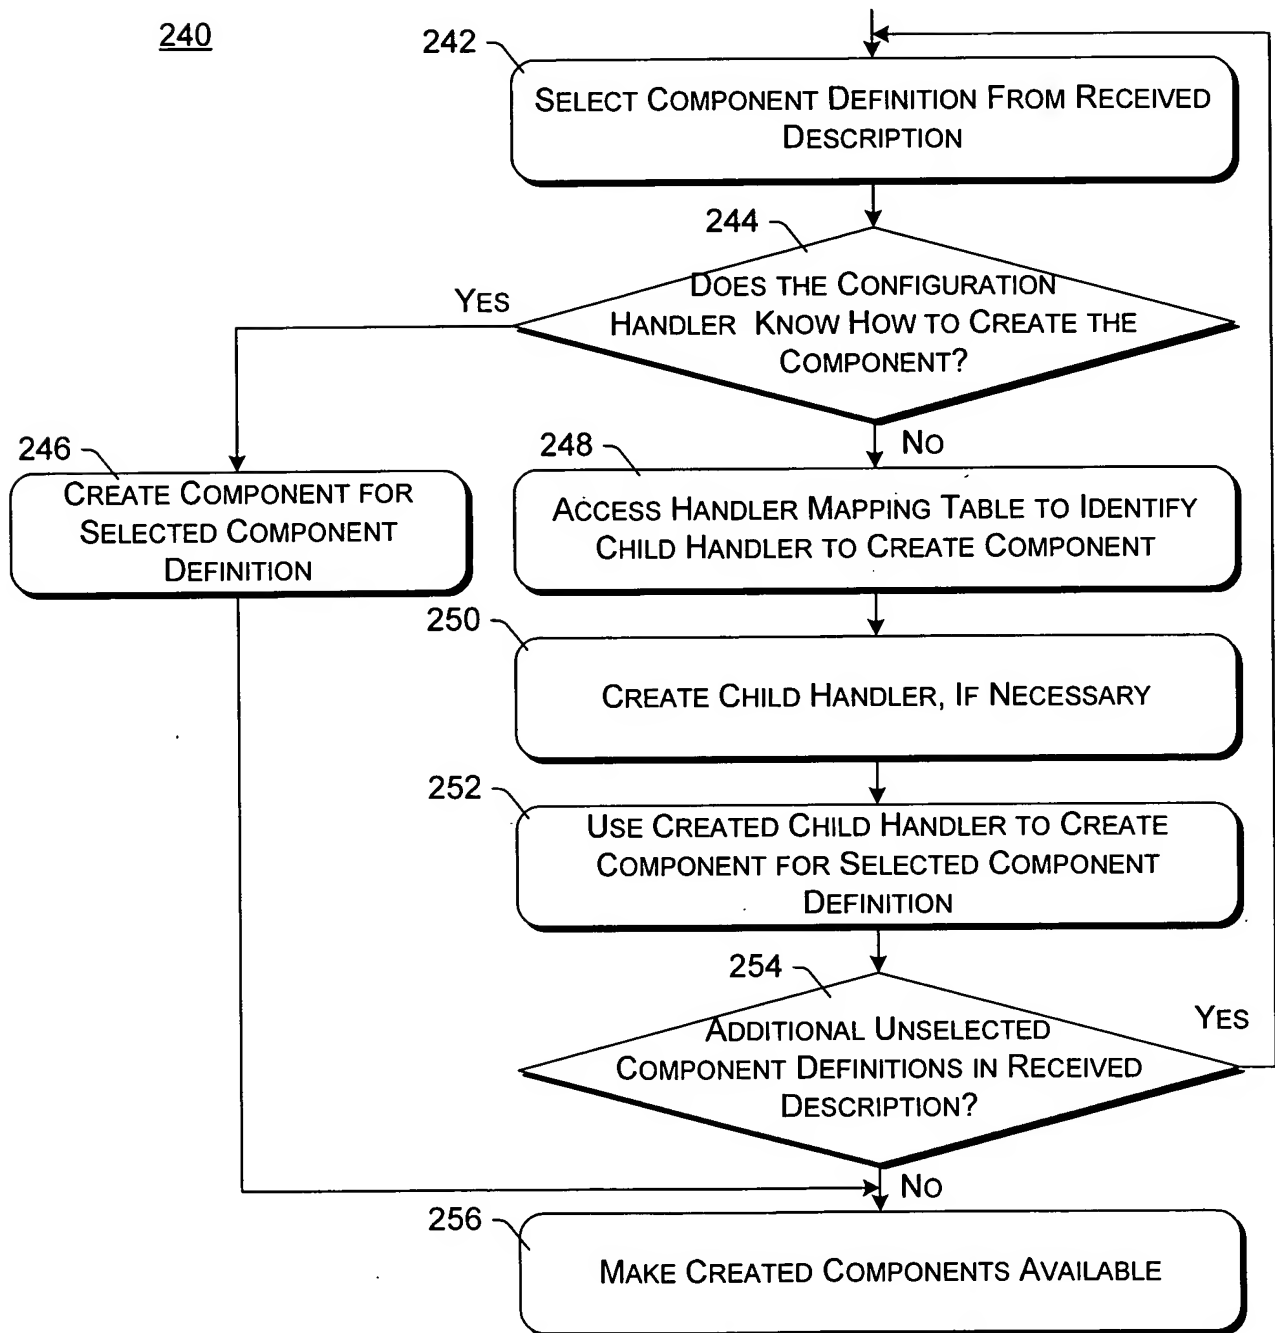 240
242
SELECT COMPONENT DEFINITION FROM RECEIVED
DESCRIPTION
244
DOES THE CONFIGURATION
HANDLER KNOW HOW TO CREATE THE
COMPONENT?
YES
NO
246
CREATE COMPONENT FOR
SELECTED COMPONENT
DEFINITION
248
ACCESS HANDLER MAPPING TABLE TO IDENTIFY
CHILD HANDLER TO CREATE COMPONENT
250
CREATE CHILD HANDLER, IF NECESSARY
252
USE CREATED CHILD HANDLER TO CREATE
COMPONENT FOR SELECTED COMPONENT
DEFINITION
254
ADDITIONAL UNSELECTED
COMPONENT DEFINITIONS IN RECEIVED
DESCRIPTION?
YES
NO
256
MAKE CREATED COMPONENTS AVAILABLE